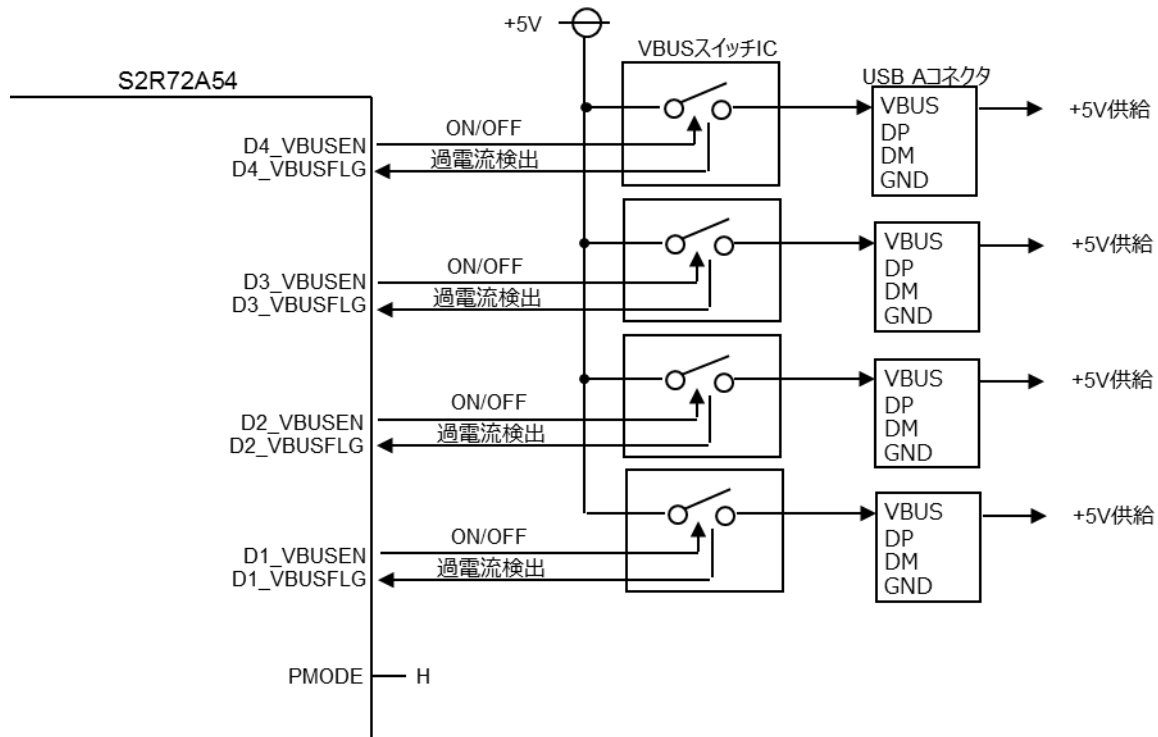 +5V
VBUSスイッチIC
S2R72A54
USB Aコネクタ
D4_VBUSEN
ON/OFF
D4_VBUSFLG
過電流検出
VBUS
DP
DM
GND
+5V供給
D3_VBUSEN
ON/OFF
D3_VBUSFLG
過電流検出
VBUS
DP
DM
GND
+5V供給
D2_VBUSEN
ON/OFF
D2_VBUSFLG
過電流検出
VBUS
DP
DM
GND
+5V供給
D1_VBUSEN
ON/OFF
D1_VBUSFLG
過電流検出
VBUS
DP
DM
GND
+5V供給
PMODE
H